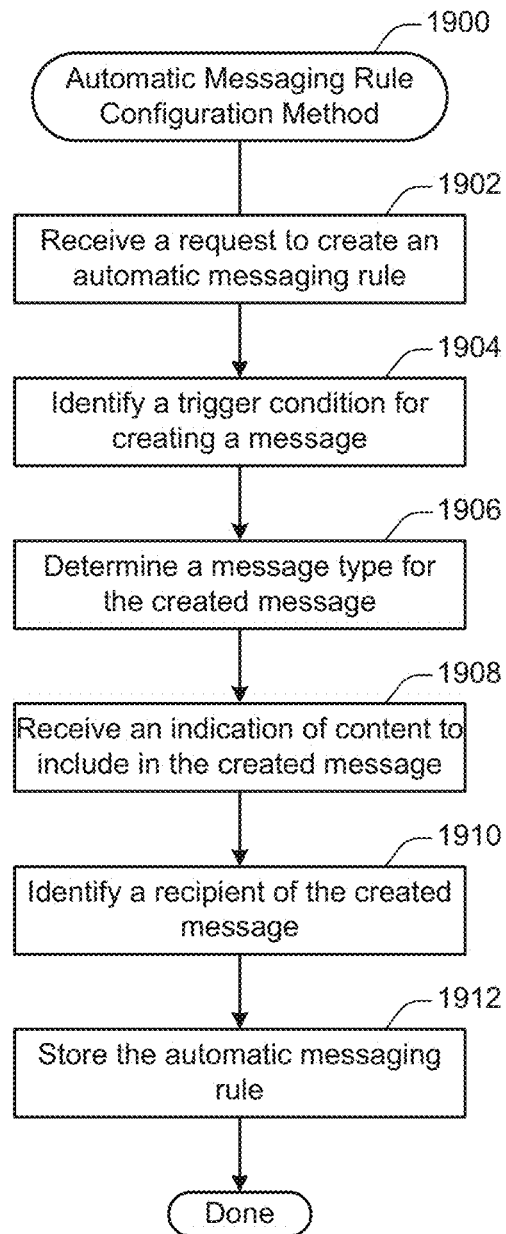 1900
Automatic Messaging Rule
Configuration Method
1902
Receive a request to create an
automatic messaging rule
1904
Identify a trigger condition for
creating a message
1906
Determine a message type for
the created message
1908
Receive an indication of content to
include in the created message
1910
Identify a recipient of the created
message
1912
Store the automatic messaging
rule
Done